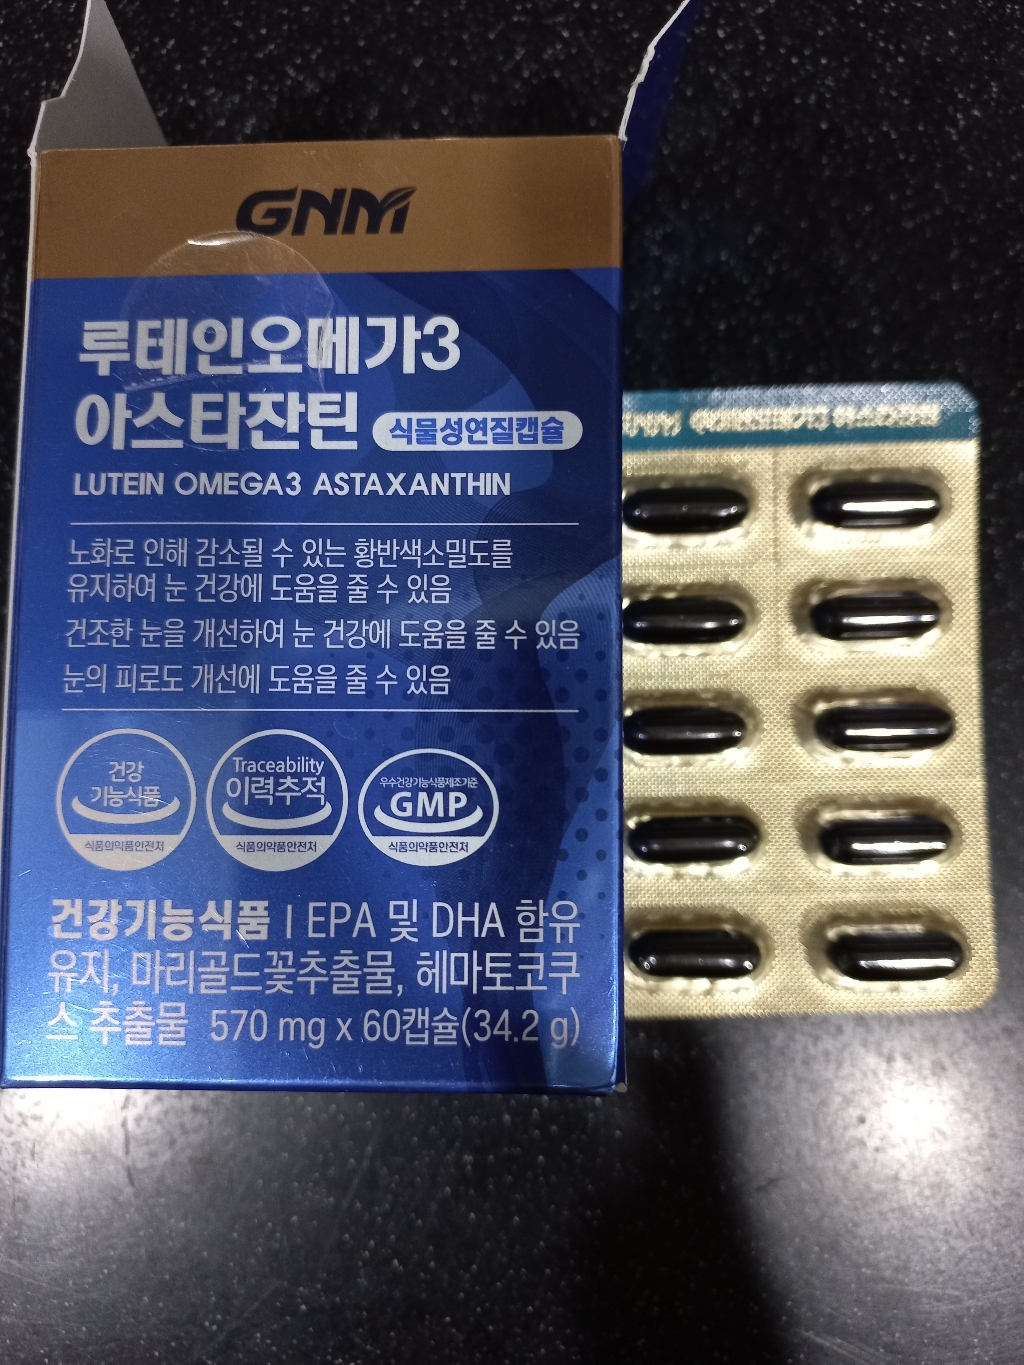 GNM
루테인오메가3
아스타잔틴 식물성연질캡슐
LUTEIN OMEGA3 ASTAXANTHIN
노화로 인해 감소될 수 있는 황반색소밀도를
유지하여 눈 건강에 도움을 줄 수 있음
건조한 눈을 개선하여 눈 건강에 도움을 줄 수 있음
눈의 피로도 개선에 도움을 줄 수 있음
건강
기능식품
식품의약품안전처
Traceability
이력추적
식품의약품안전처
우수건강기능식품제조기준
GMP
식품의약품안전처
건강기능식품 | EPA 및 DHA 함유
유지, 마리골드꽃추출물, 헤마토코쿠
스 추출물 570 mg x 60캡슐(34.2 g)